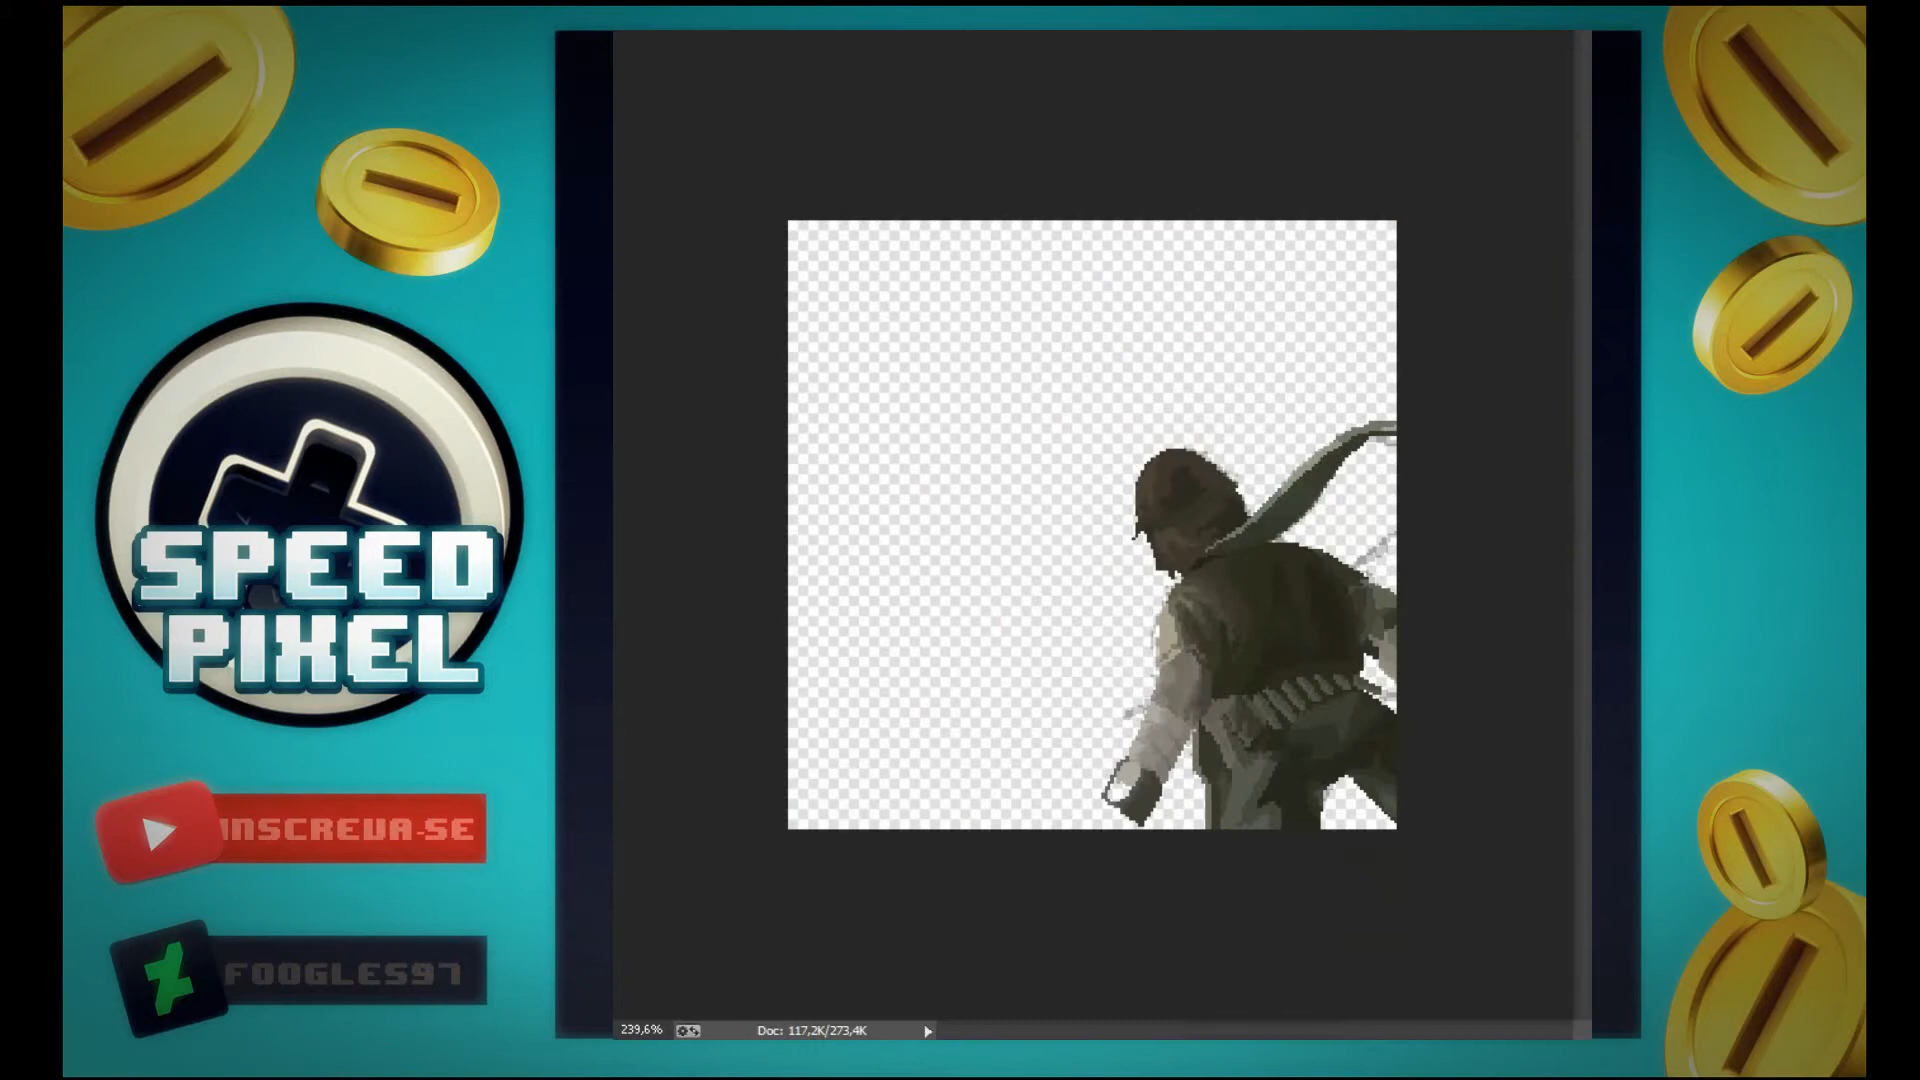 SPEED
PIXEL
INSCREVA-SE
FOOGLES97
239,6%
Doc: 117,2K/273,4K